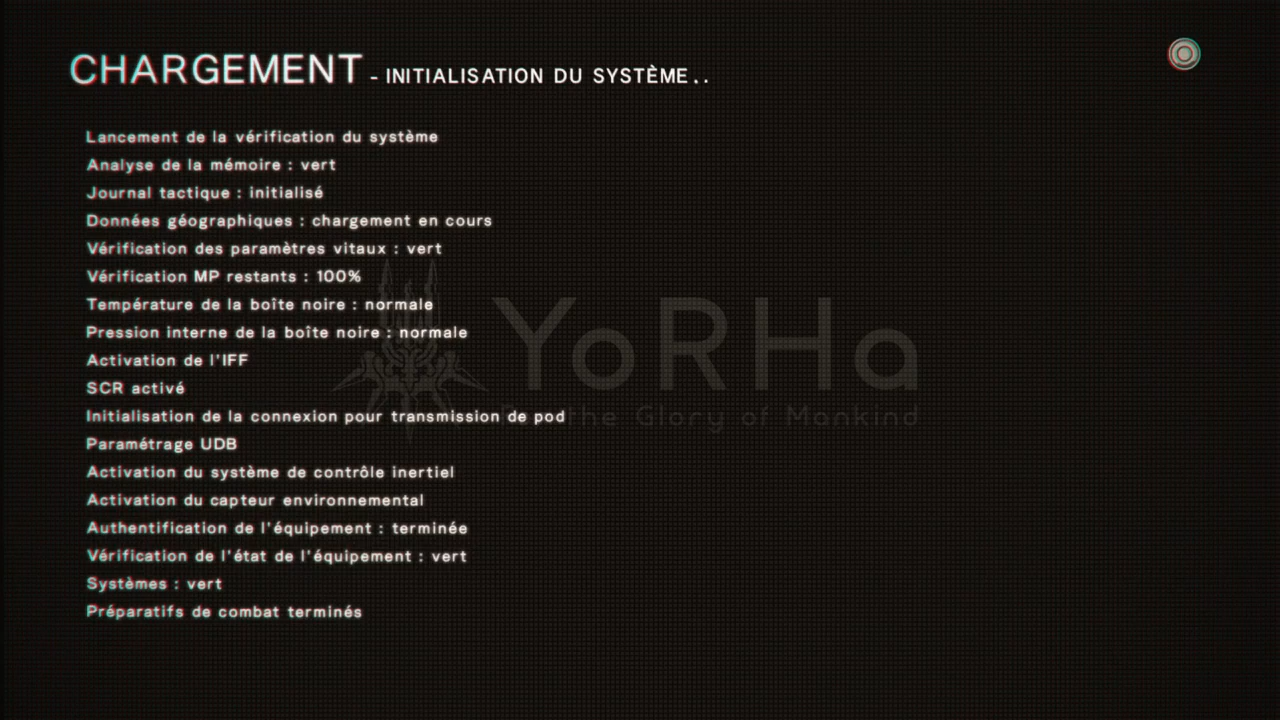 CHARGEMENT - INITIALISATION DU SYSTÈME..
Lancement de la vérification du système
Analyse de la mémoire : vert
Journal tactique : initialisé
Données géographiques : chargement en cours
Vérification des paramètres vitaux : vert
Vérification MP restants : 100%
Température de la boîte noire : normale
Pression interne de la boîte noire : normale
Activation de l'IFF
SCR activé
Initialisation de la connexion pour transmission de pod
Paramétrage UDB
Activation du système de contrôle inertiel
Activation du capteur environnemental
Authentification de l'équipement : terminée
Vérification de l'état de l'équipement : vert
Systèmes : vert
Préparatifs de combat terminés
YoRHa
the Glory of Mankind